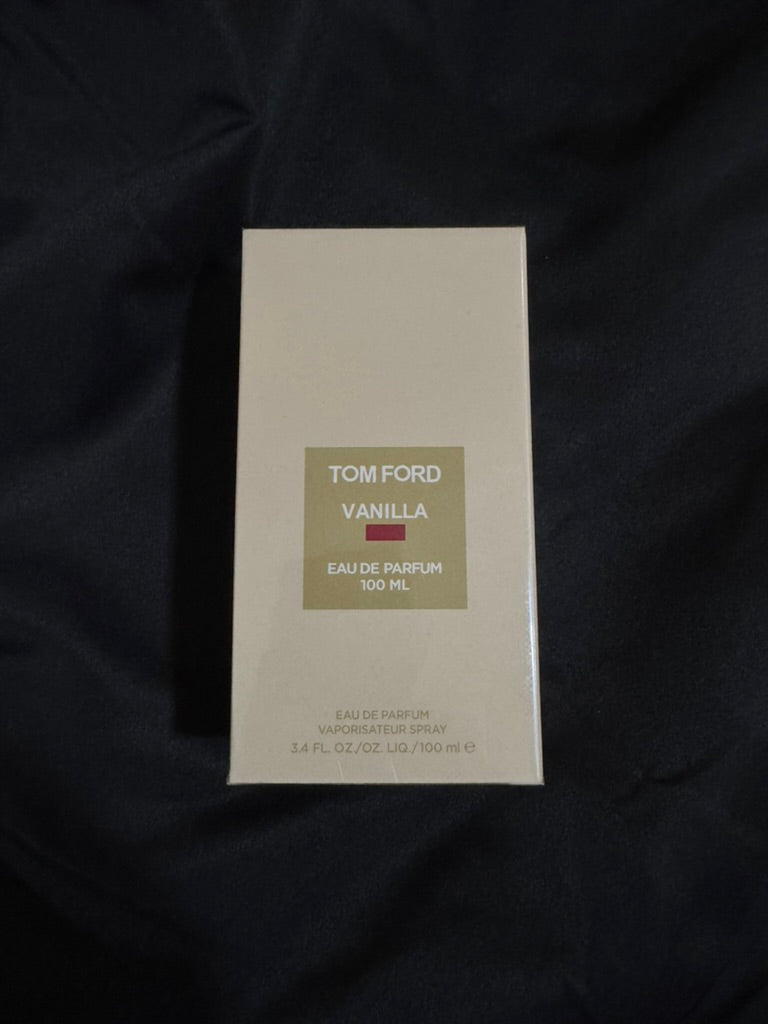 TOM FORD
VANILLA
EAU DE PARFUM
100 ML
EAU DE PARFUM
VAPORISATEUR SPRAY
3.4 FL. OZ./OZ. LIQ./100 ml ℮